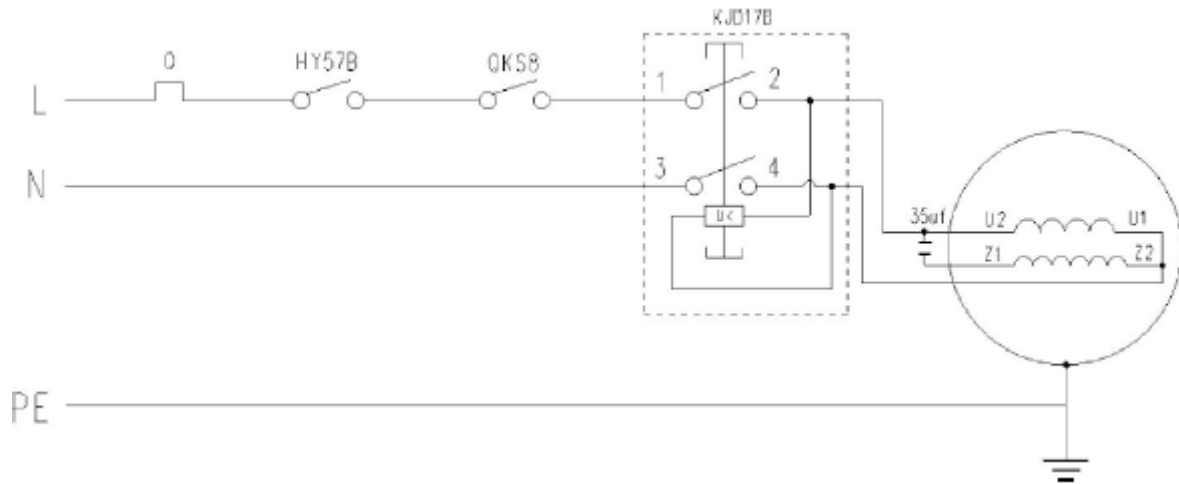 KJD17B
Q HY57B QKS8
1 2
L
N 3 4
U<
35uf U2 U1
Z1 Z2
PE